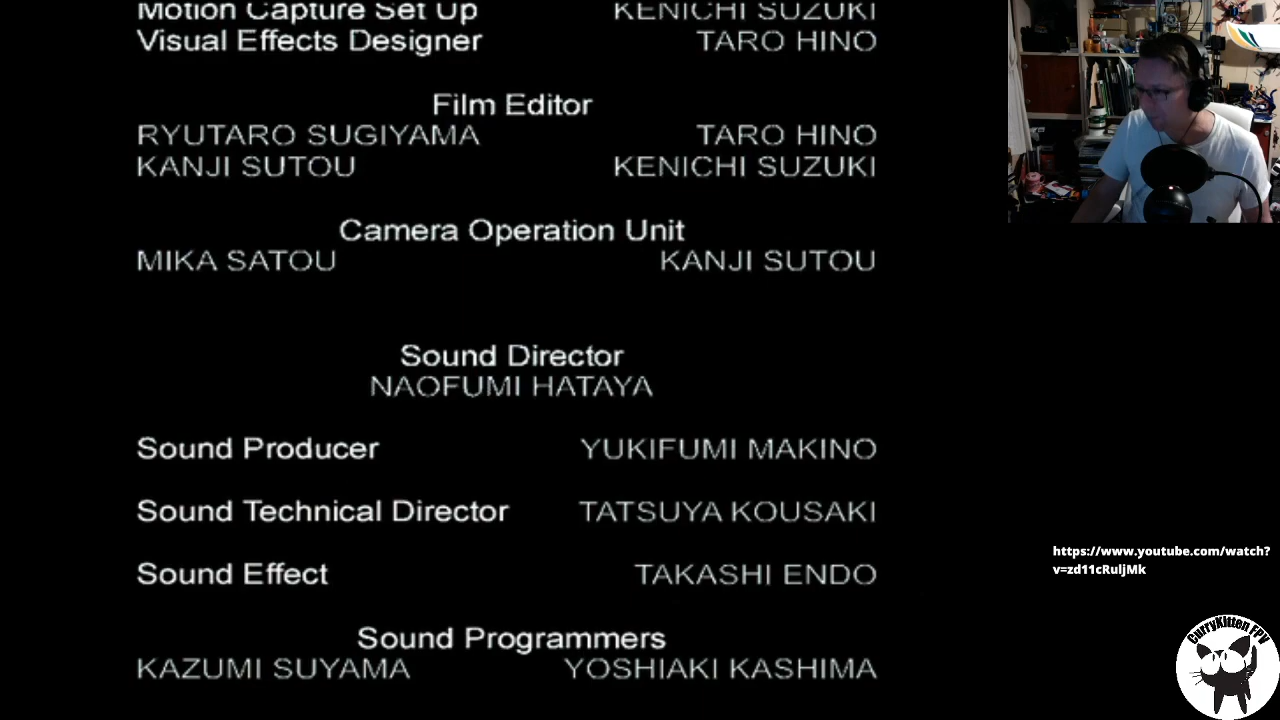 Motion Capture Set Up KENICHI SUZUKI
Visual Effects Designer TARO HINO
Film Editor
RYUTARO SUGIYAMA TARO HINO
KANJI SUTOU KENICHI SUZUKI
Camera Operation Unit
MIKA SATOU KANJI SUTOU
Sound Director
NAOFUMI HATAYA
Sound Producer YUKIFUMI MAKINO
Sound Technical Director TATSUYA KOUSAKI
Sound Effect TAKASHI ENDO
Sound Programmers
KAZUMI SUYAMA YOSHIAKI KASHIMA
https://www.youtube.com/watch?
v=zd11cRuljMk
CurryKitten FPV